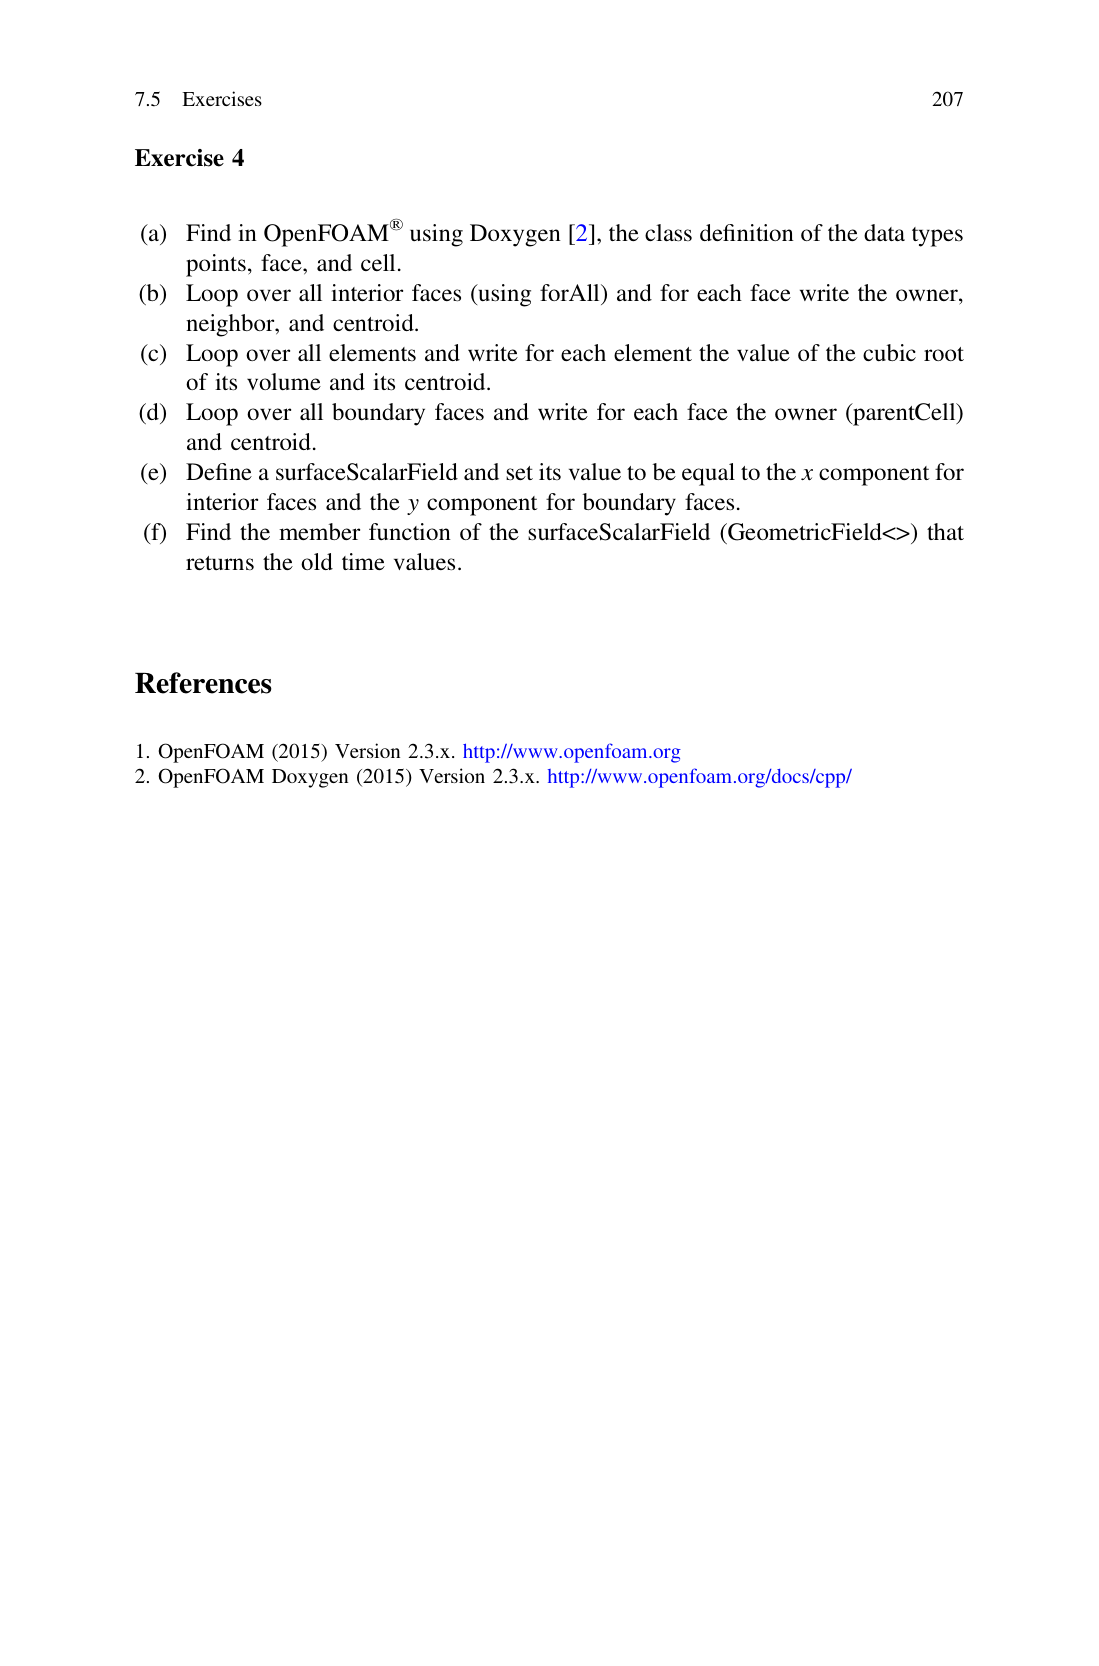 7.5 Exercises 207
Exercise 4
(a) Find in OpenFOAM® using Doxygen [2], the class definition of the data types
points, face, and cell.
(b) Loop over all interior faces (using forAll) and for each face write the owner,
neighbor, and centroid.
(c) Loop over all elements and write for each element the value of the cubic root
of its volume and its centroid.
(d) Loop over all boundary faces and write for each face the owner (parentCell)
and centroid.
(e) Define a surfaceScalarField and set its value to be equal to the x component for
interior faces and the y component for boundary faces.
(f) Find the member function of the surfaceScalarField (GeometricField<>) that
returns the old time values.
References
1. OpenFOAM (2015) Version 2.3.x. http://www.openfoam.org
2. OpenFOAM Doxygen (2015) Version 2.3.x. http://www.openfoam.org/docs/cpp/